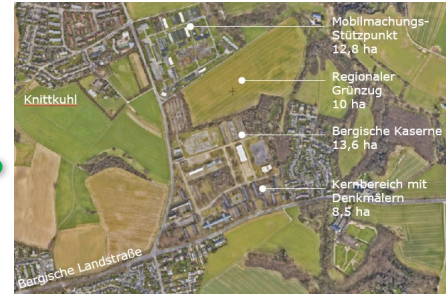 Mobilmachungs-
Stützpunkt
12,8 ha
Regionaler
Grünzug
10 ha
Knittkuhl
Bergische Kaserne
13,6 ha
Kernbereich mit
Denkmälern
8,5 ha
Bergische Landstraße